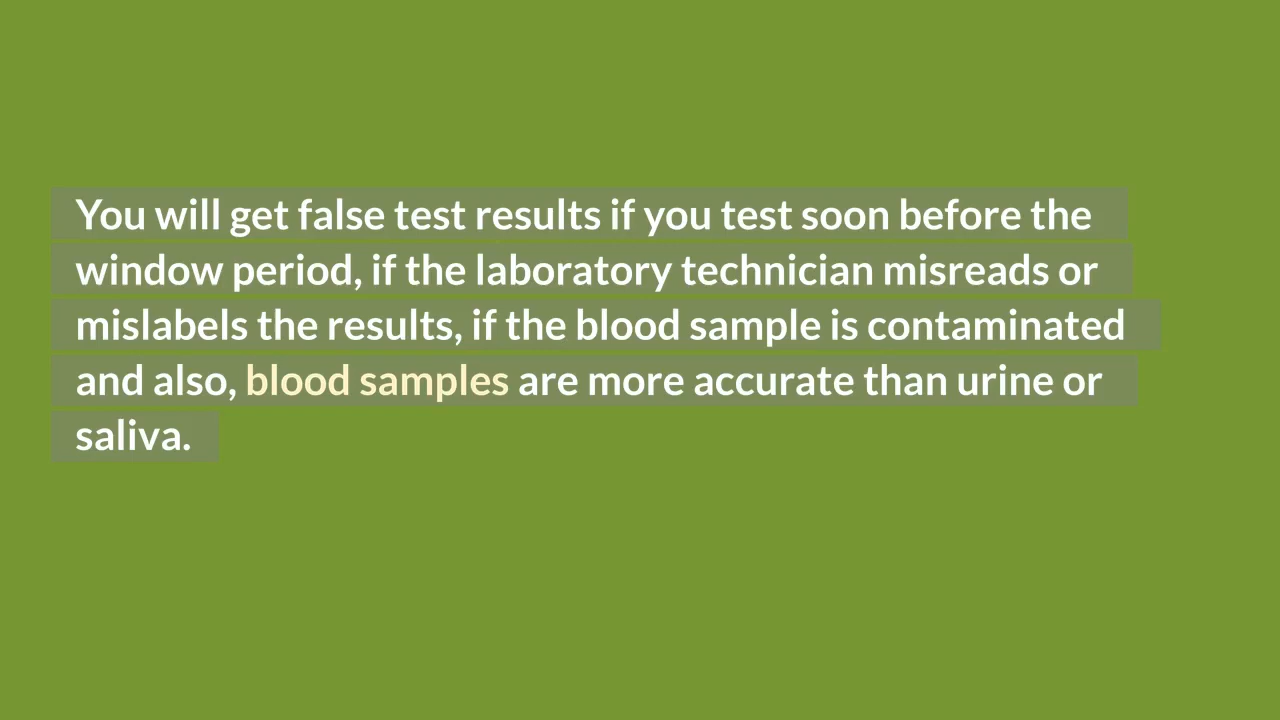 You will get false test results if you test soon before the
window period, if the laboratory technician misreads or
mislabels the results, if the blood sample is contaminated
and also, blood samples are more accurate than urine or
saliva.